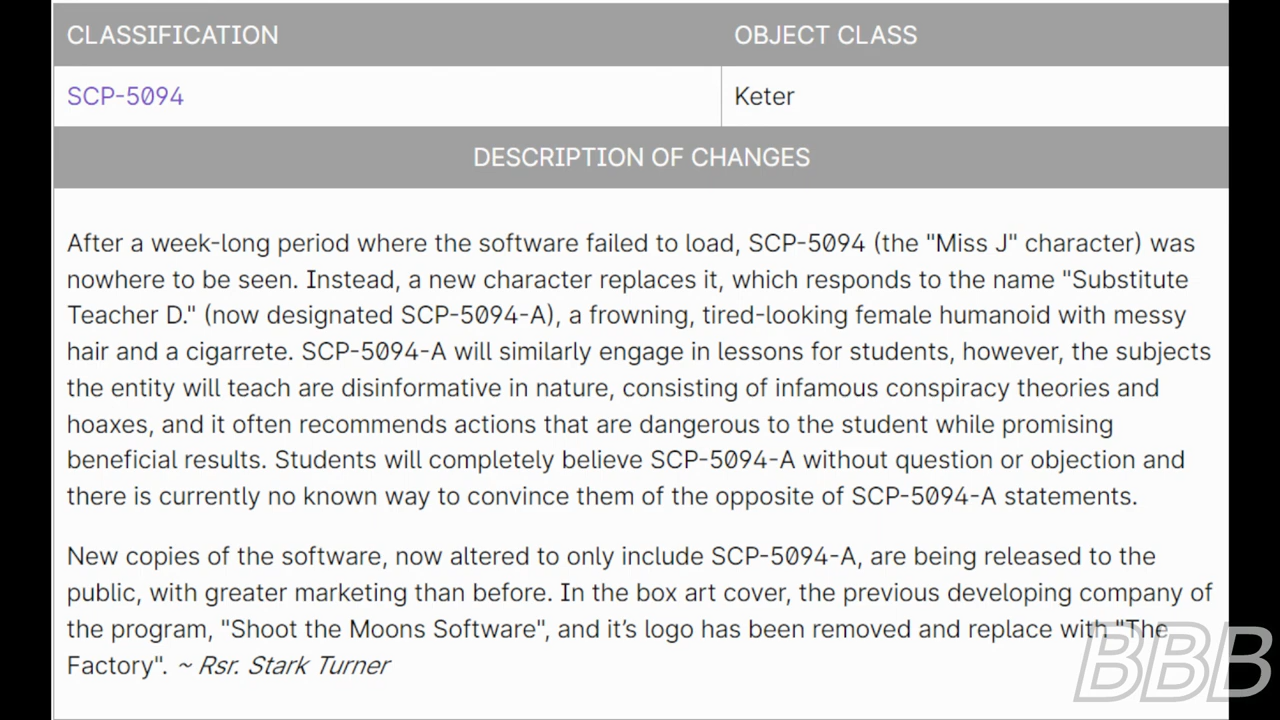 CLASSIFICATION OBJECT CLASS
SCP-5094 Keter
DESCRIPTION OF CHANGES
After a week-long period where the software failed to load, SCP-5094 (the "Miss J" character) was
nowhere to be seen. Instead, a new character replaces it, which responds to the name "Substitute
Teacher D." (now designated SCP-5094-A), a frowning, tired-looking female humanoid with messy
hair and a cigarrete. SCP-5094-A will similarly engage in lessons for students, however, the subjects
the entity will teach are disinformative in nature, consisting of infamous conspiracy theories and
hoaxes, and it often recommends actions that are dangerous to the student while promising
beneficial results. Students will completely believe SCP-5094-A without question or objection and
there is currently no known way to convince them of the opposite of SCP-5094-A statements.
New copies of the software, now altered to only include SCP-5094-A, are being released to the
public, with greater marketing than before. In the box art cover, the previous developing company of
the program, "Shoot the Moons Software", and it's logo has been removed and replace with "The
Factory". ~ Rsr. Stark Turner
BBB